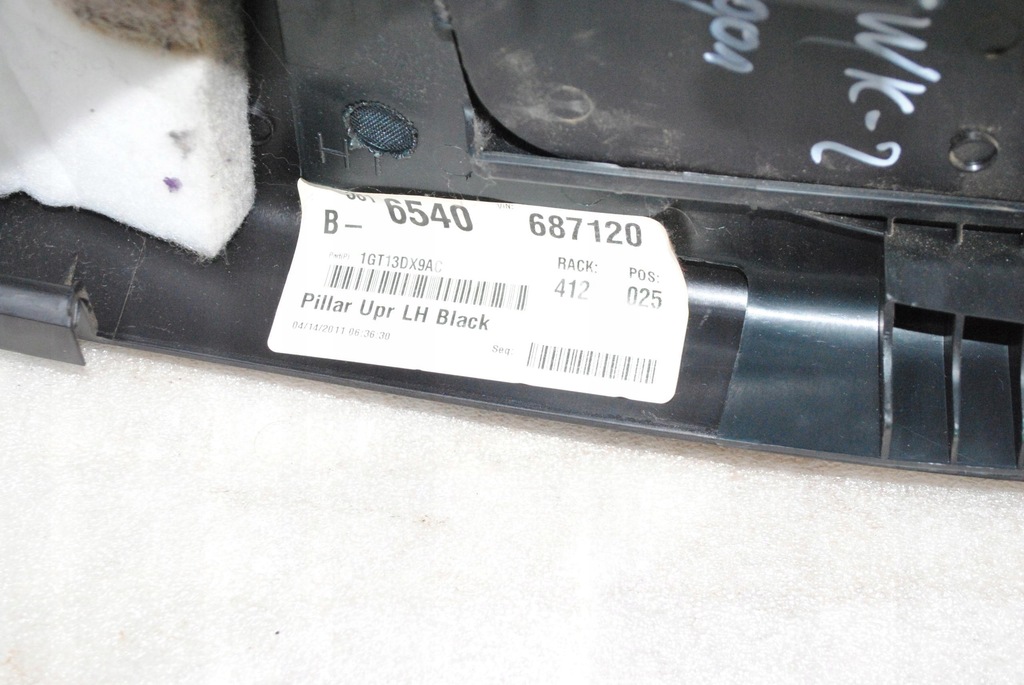 WK-2
B- 6540 VIN: 687120
1GT13DX9AC
RACK: POS:
412 025
Pillar Upr LH Black
04/14/2011 06:36:30
Seq:
H